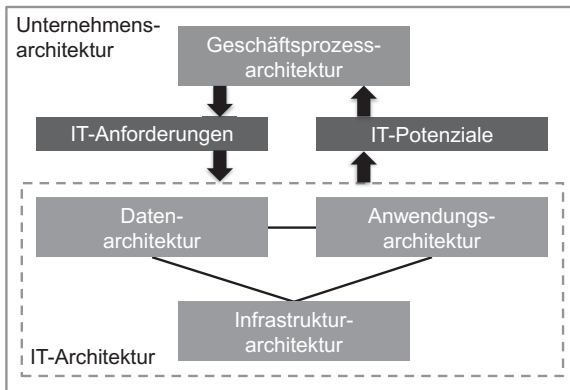 Unternehmens-
architektur
Geschäftsprozess-
architektur
IT-Anforderungen
IT-Potenziale
Daten-
architektur
Anwendungs-
architektur
Infrastruktur-
architektur
IT-Architektur